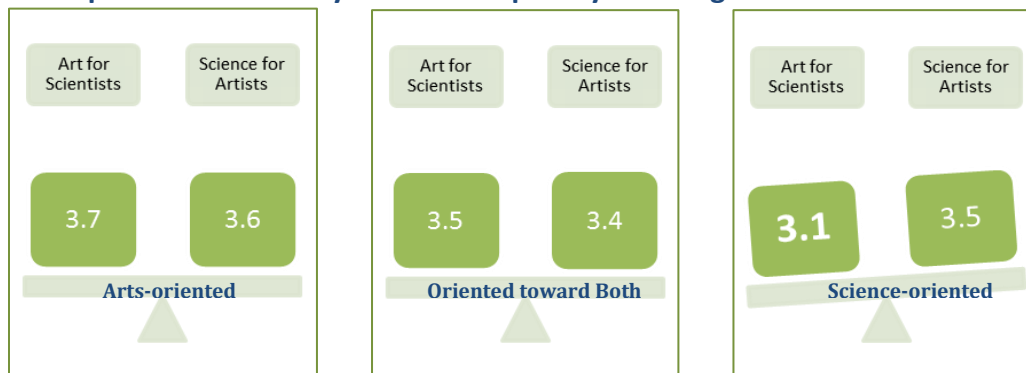 Art for
Scientists
Science for
Artists
3.7
3.6
Arts-oriented
Art for
Scientists
Science for
Artists
3.5
3.4
Oriented toward Both
Art for
Scientists
Science for
Artists
3.1
3.5
Science-oriented